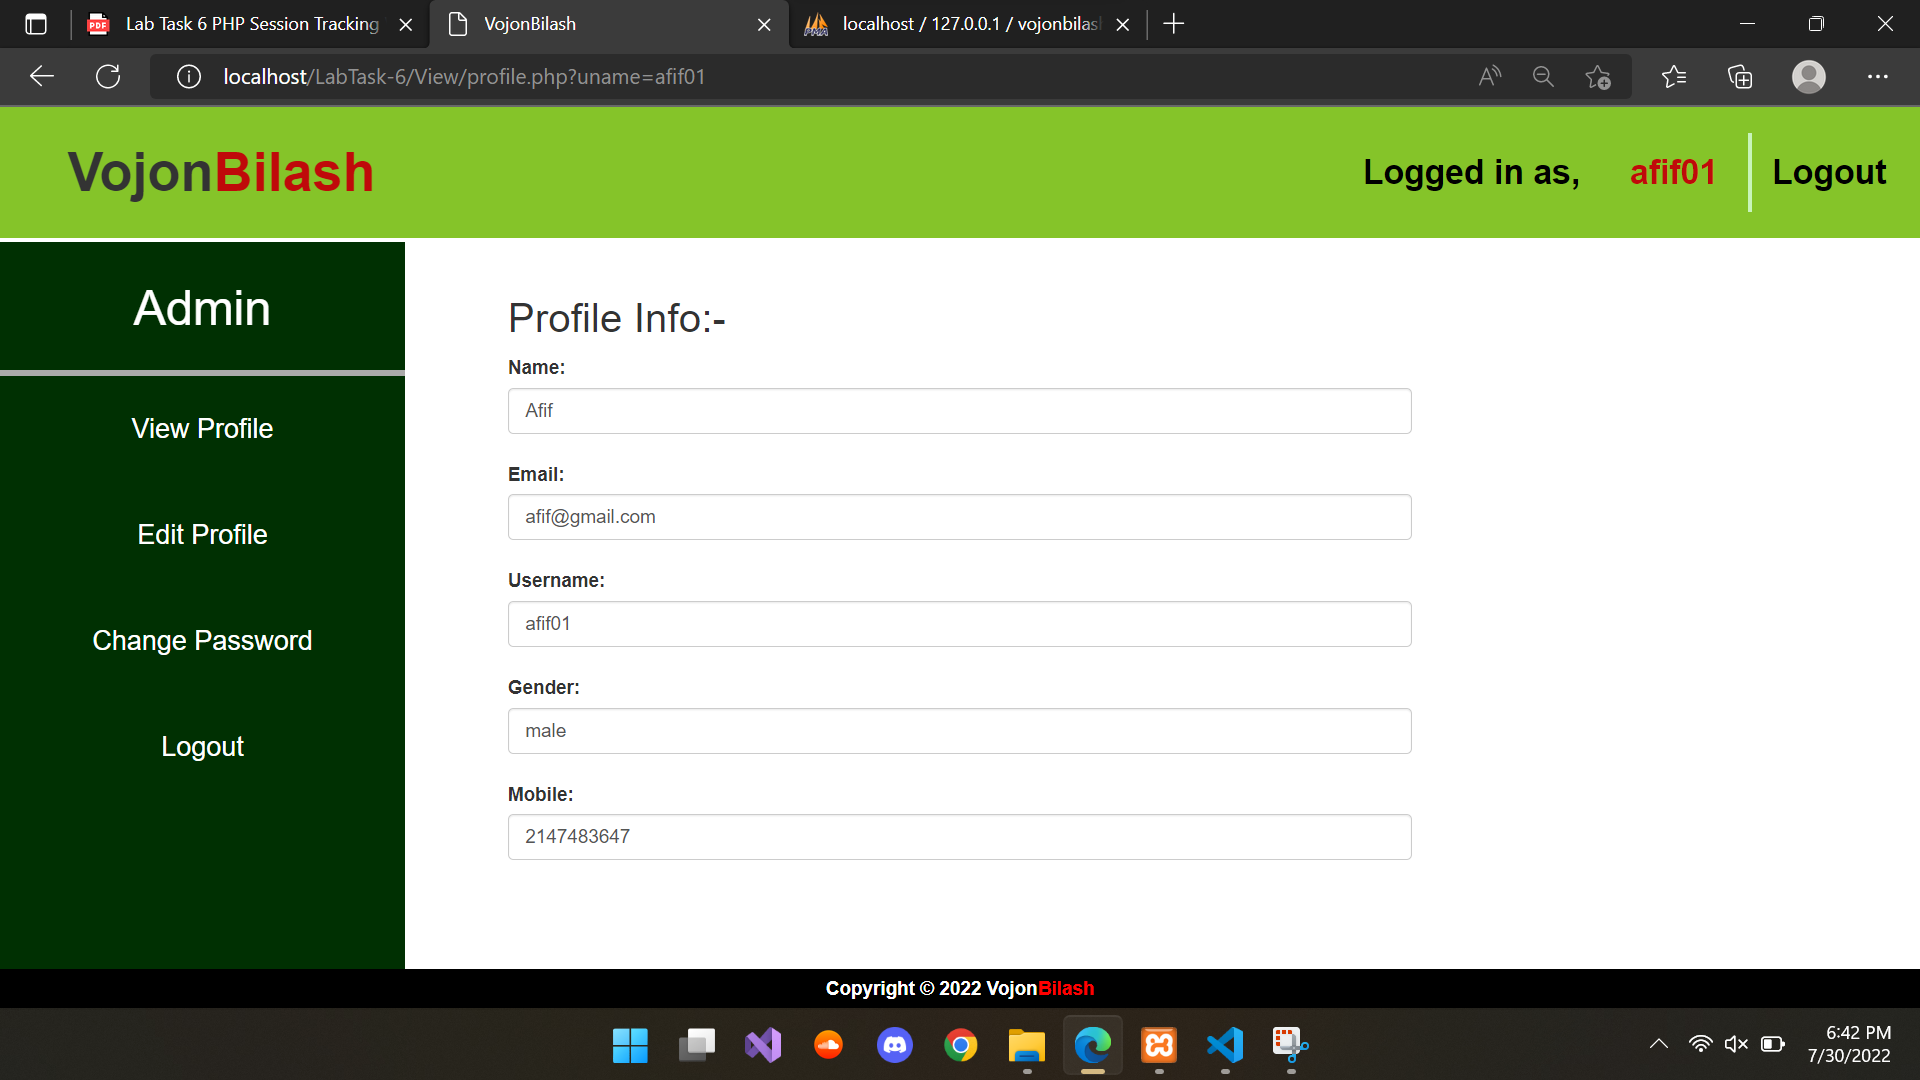 Lab Task 6 PHP Session Tracking
VojonBilash
localhost / 127.0.0.1 / vojonbilash
localhost/LabTask-6/View/profile.php?uname=afif01
VojonBilash
Logged in as, afif01
Logout
Admin
View Profile
Edit Profile
Change Password
Logout
Profile Info:-
Name:
Afif
Email:
afif@gmail.com
Username:
afif01
Gender:
male
Mobile:
2147483647
Copyright © 2022 VojonBilash
6:42 PM
7/30/2022